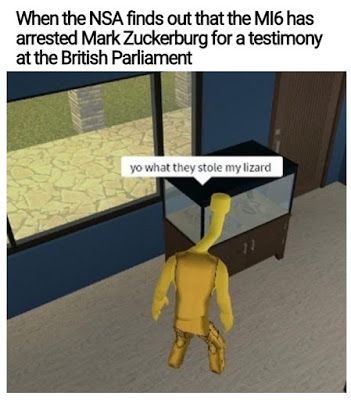 When the NSA finds out that the MI6 has
arrested Mark Zuckerburg for a testimony
at the British Parliament
yo what they stole my lizard